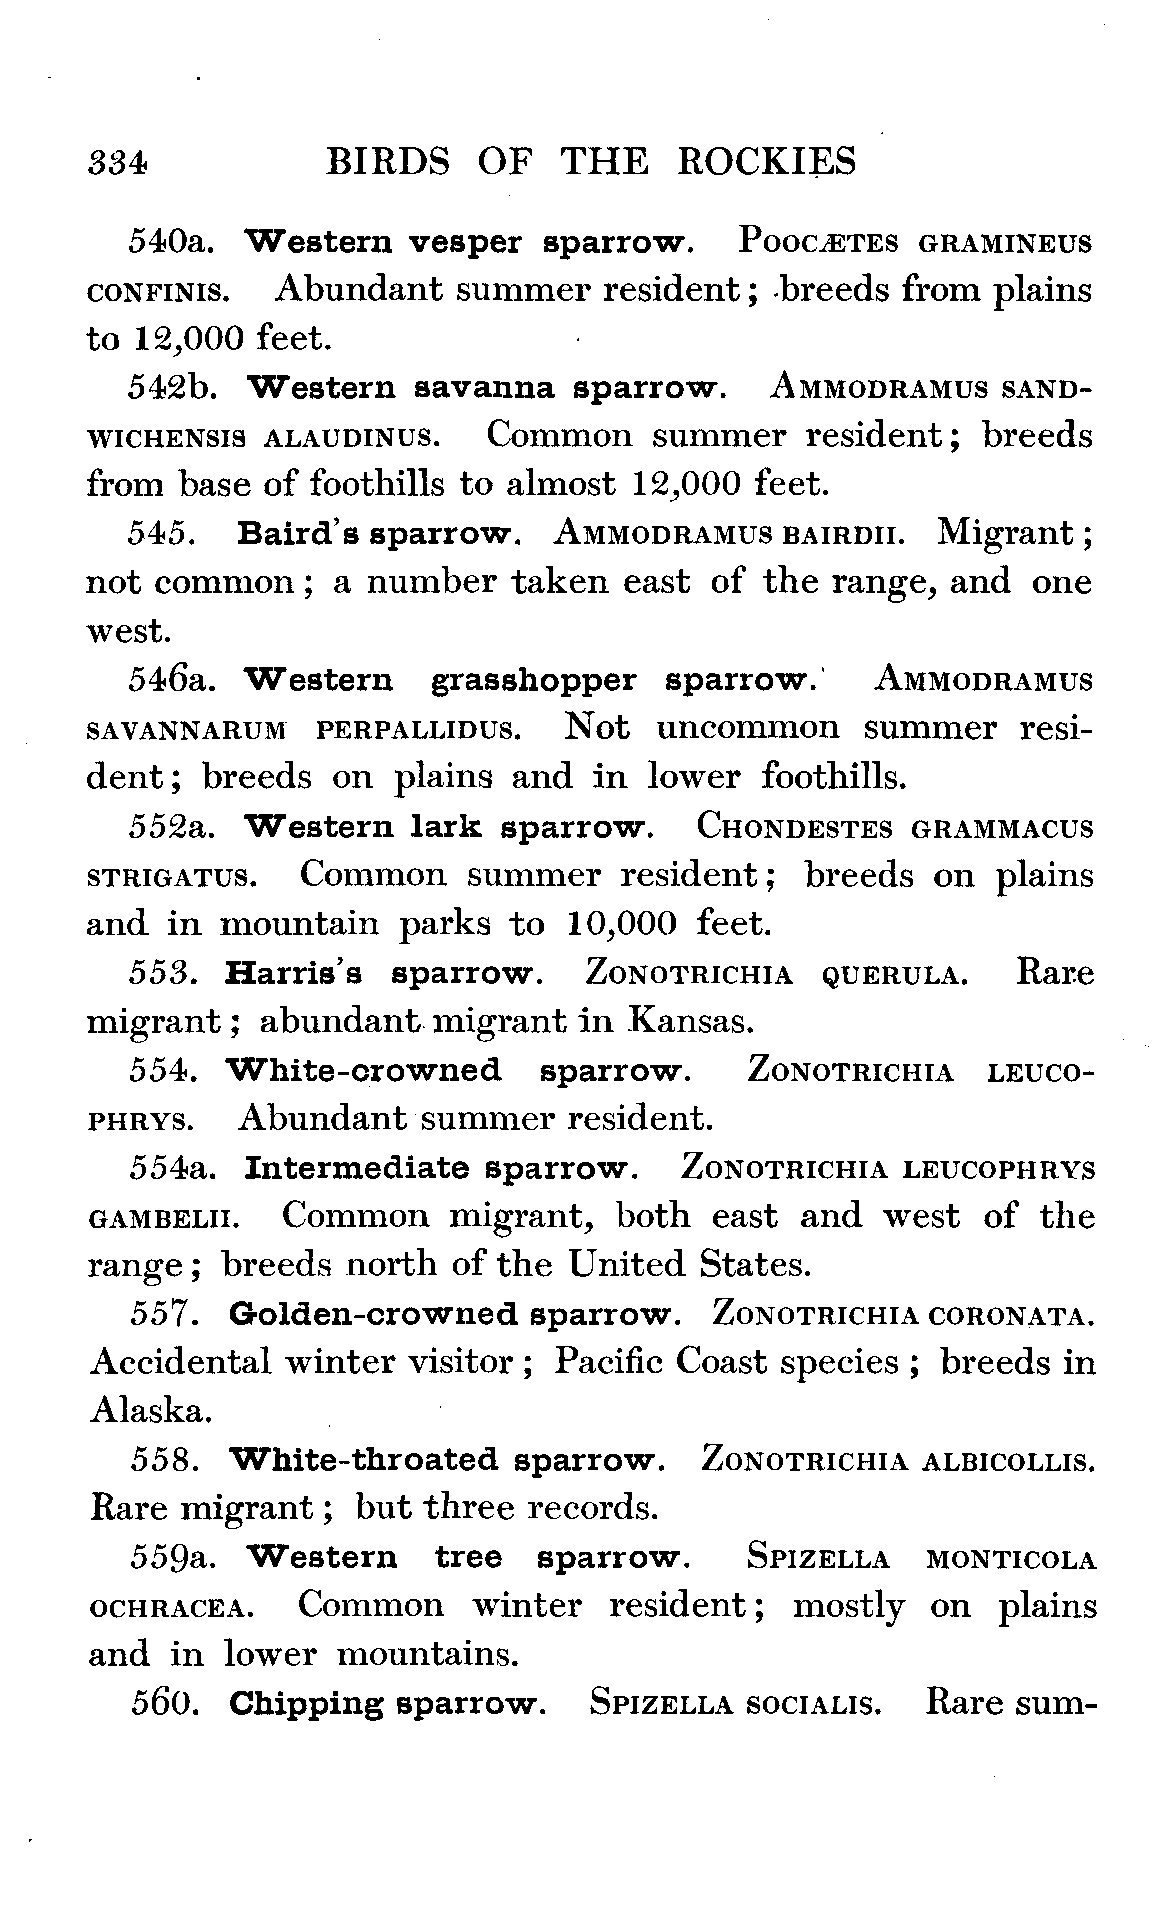 334 BIRDS OF THE ROCKIES
540a. Western vesper sparrow. POOCÆTES GRAMINEUS
CONFINIS. Abundant summer resident; breeds from plains
to 12,000 feet.
542b. Western savanna sparrow. AMMODRAMUS SAND-
WICHENSIS ALAUDINUS. Common summer resident; breeds
from base of foothills to almost 12,000 feet.
545. Baird's sparrow. AMMODRAMUS BAIRDII. Migrant;
not common; a number taken east of the range, and one
west.
546a. Western grasshopper sparrow. AMMODRAMUS
SAVANNARUM PERPALLIDUS. Not uncommon summer resi-
dent; breeds on plains and in lower foothills.
552a. Western lark sparrow. CHONDESTES GRAMMACUS
STRIGATUS. Common summer resident; breeds on plains
and in mountain parks to 10,000 feet.
553. Harris's sparrow. ZONOTRICHIA QUERULA. Rare
migrant; abundant migrant in Kansas.
554. White-crowned sparrow. ZONOTRICHIA LEUCO-
PHRYS. Abundant summer resident.
554a. Intermediate sparrow. ZONOTRICHIA LEUCOPHRYS
GAMBELII. Common migrant, both east and west of the
range; breeds north of the United States.
557. Golden-crowned sparrow. ZONOTRICHIA CORONATA.
Accidental winter visitor; Pacific Coast species; breeds in
Alaska.
558. White-throated sparrow. ZONOTRICHIA ALBICOLLIS.
Rare migrant; but three records.
559a. Western tree sparrow. SPIZELLA MONTICOLA
OCHRACEA. Common winter resident; mostly on plains
and in lower mountains.
560. Chipping sparrow. SPIZELLA SOCIALIS. Rare sum-